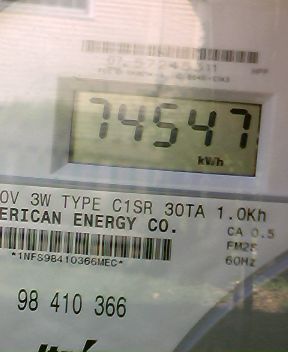 74547
kWh
0V 3W TYPE C1SR 30TA 1.0Kh
ERICAN ENERGY CO. CA 0.5
FM2S
60Hz
*1NFS9B410366MEC*
98 410 366